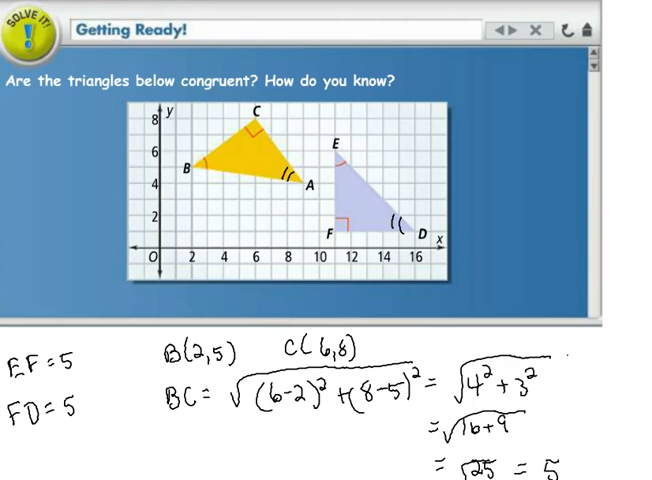 SOLVE IT!
!
Getting Ready!
Are the triangles below congruent? How do you know?
y
C
8
E
6
B
A
4
2
F
D
x
O 2 4 6 8 10 12 14 16
EF = 5
B(2,5) C(6,8)
BC = √(6-2)² + (8-5)² = √4² + 3²
FD = 5
= √16+9
= √25 = 5